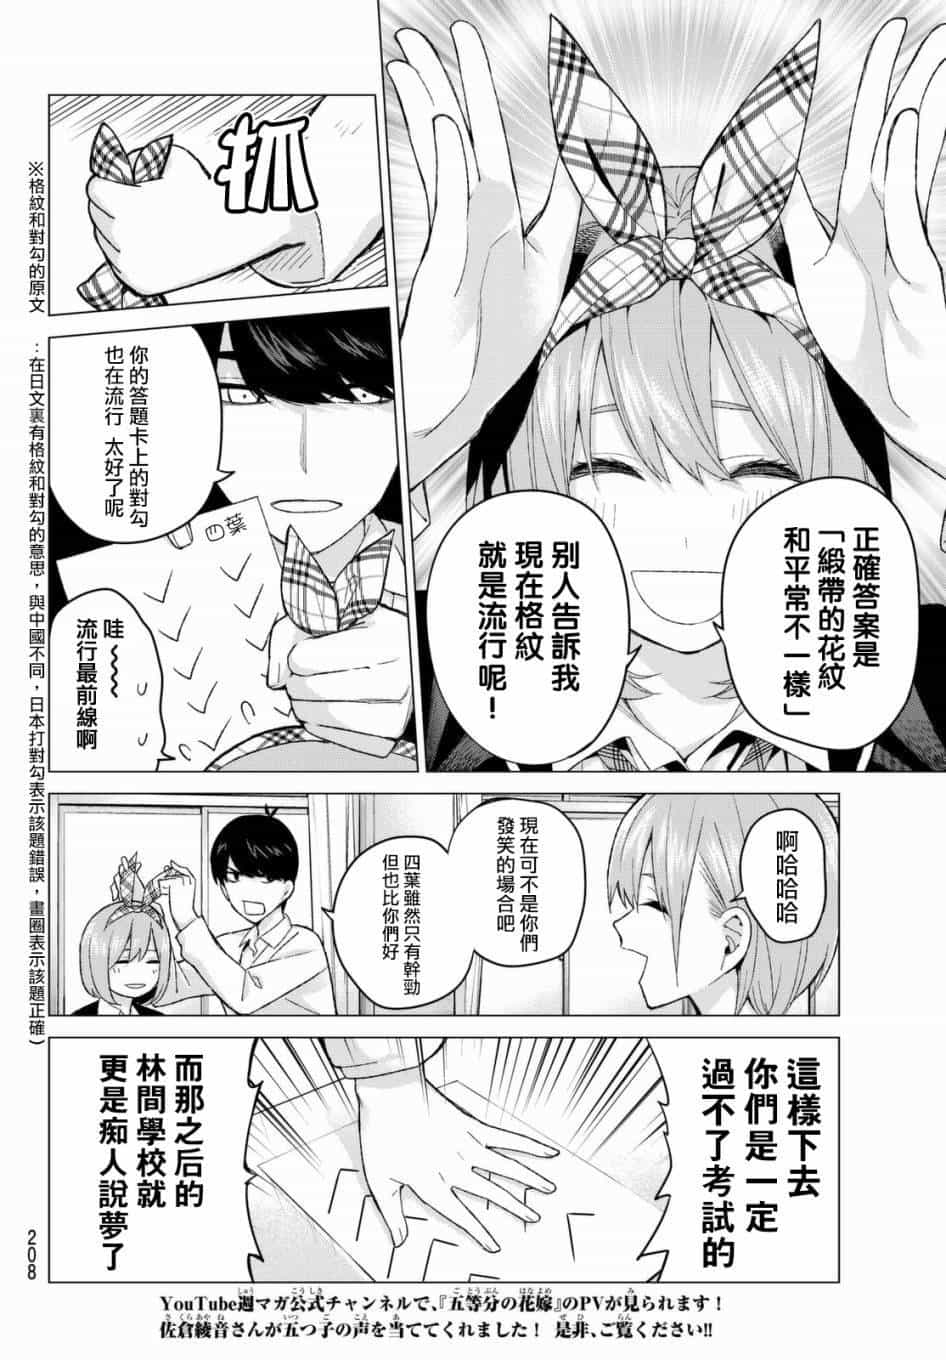 正確答案是
「緞帶的花紋
和平常不一樣」
別人告訴我
現在格紋
就是流行呢！
抓
你的答題卡上的對勾
也在流行 太好了呢
四葉
哇～
流行最前線啊
啊哈哈哈
現在可不是你們
發笑的場合吧
四葉雖然只有幹勁
但也比你們好
這樣下去
你們是一定
過不了考試的
而那之后的
林間學校就
更是痴人說夢了
※格紋和對勾的原文：在日文裏有格紋和對勾的意思，與中國不同，日本打對勾表示該題錯誤，畫圈表示該題正確）
208
YouTube週マガ公式チャンネルで、『五等分の花嫁』のPVが見られます！
佐倉綾音さんが五つ子の声を当ててくれました！ 是非、ご覧ください!!